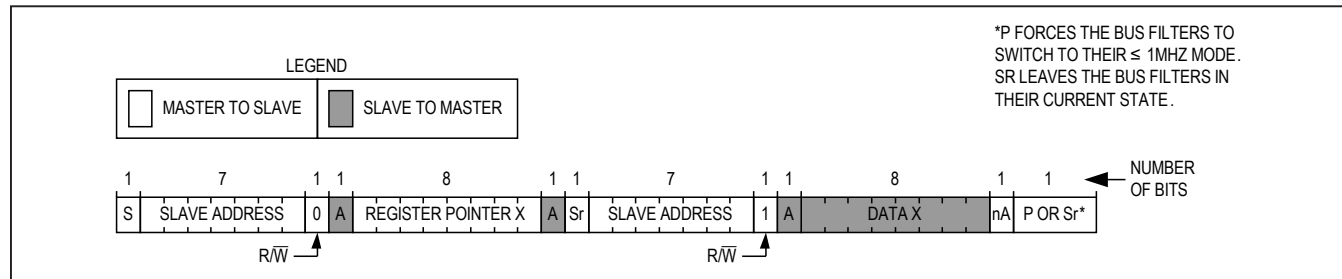 *P FORCES THE BUS FILTERS TO
SWITCH TO THEIR ≤ 1MHZ MODE.
SR LEAVES THE BUS FILTERS IN
THEIR CURRENT STATE.
LEGEND
MASTER TO SLAVE SLAVE TO MASTER
1 7 1 1 8 1 1 7 1 1 8 1 1 NUMBER
OF BITS
S SLAVE ADDRESS 0 A REGISTER POINTER X A Sr SLAVE ADDRESS 1 A DATA X nA P OR Sr*
R/W̅ R/W̅